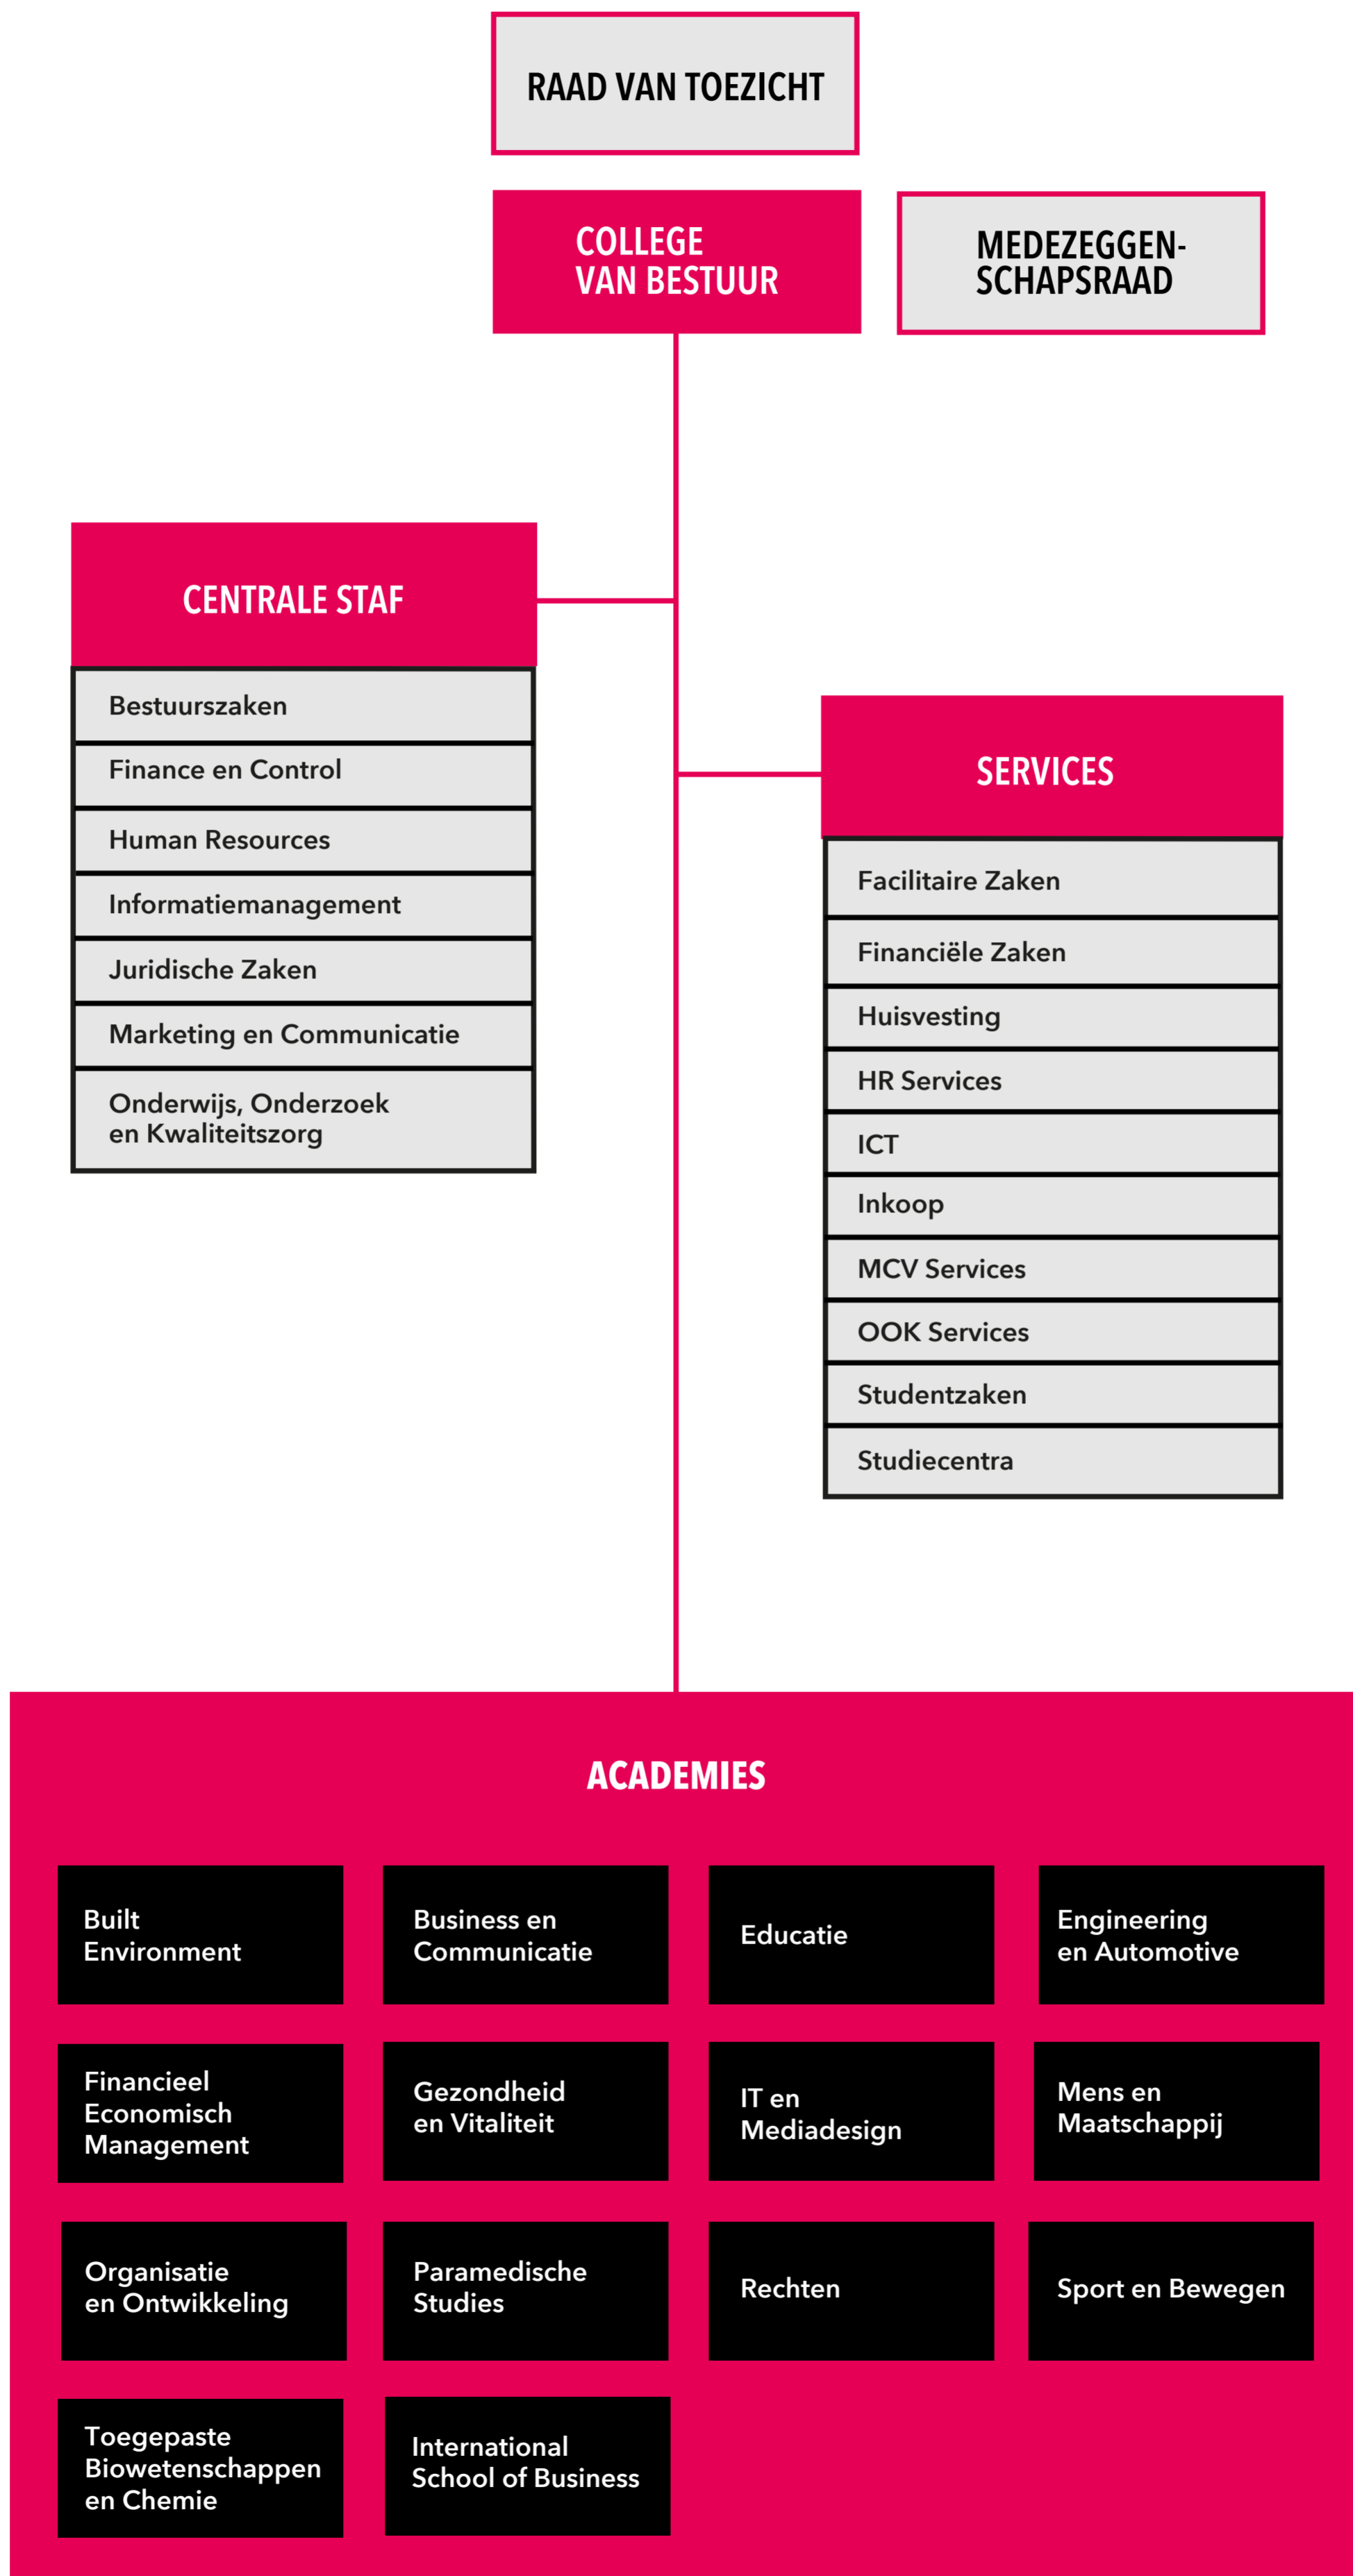 RAAD VAN TOEZICHT
COLLEGE
VAN BESTUUR
MEDEZEGGEN-
SCHAPSRAAD
CENTRALE STAF
Bestuurszaken
Finance en Control
Human Resources
Informatiemanagement
Juridische Zaken
Marketing en Communicatie
Onderwijs, Onderzoek
en Kwaliteitszorg
SERVICES
Facilitaire Zaken
Financiële Zaken
Huisvesting
HR Services
ICT
Inkoop
MCV Services
OOK Services
Studentzaken
Studiecentra
ACADEMIES
Built
Environment
Business en
Communicatie
Educatie
Engineering
en Automotive
Financieel
Economisch
Management
Gezondheid
en Vitaliteit
IT en
Mediadesign
Mens en
Maatschappij
Organisatie
en Ontwikkeling
Paramedische
Studies
Rechten
Sport en Bewegen
Toegepaste
Biowetenschappen
en Chemie
International
School of Business